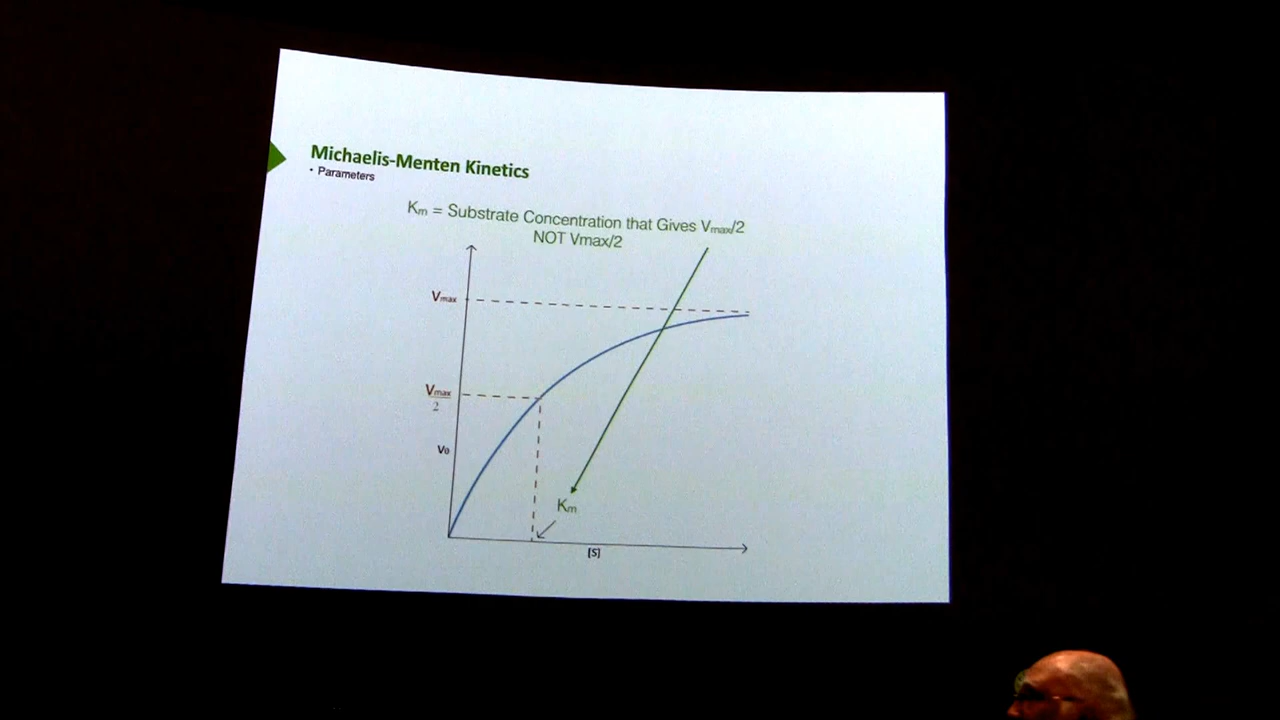 Michaelis-Menten Kinetics
• Parameters
Km = Substrate Concentration that Gives Vmax/2
NOT Vmax/2
Vmax
Vmax
2
V0
Km
[S]